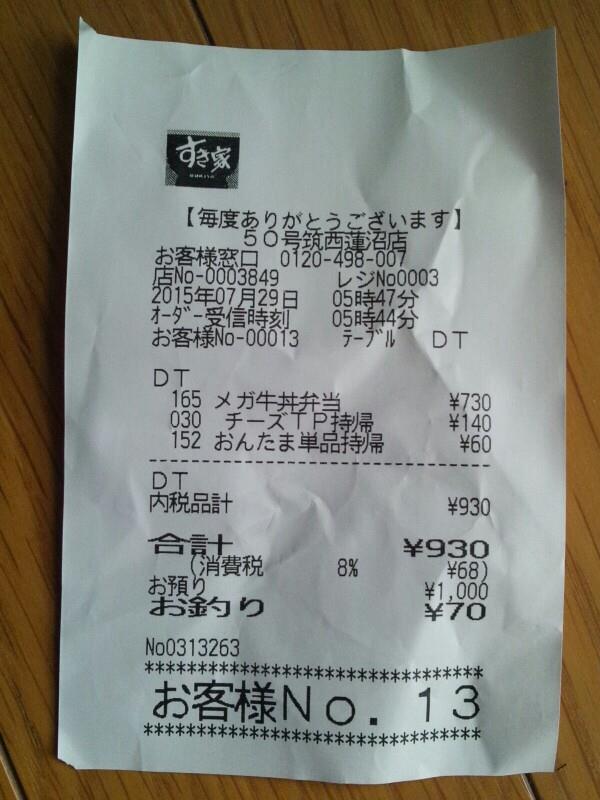 すき家
SUKIYA
【毎度ありがとうございます】
50号筑西蓮沼店
お客様窓口 0120-498-007
店No-0003849 レジNo0003
2015年07月29日 05時47分
オーダー受信時刻 05時44分
お客様No-00013 テーブル DT
DT
165 メガ牛丼弁当 ¥730
030 チーズTP持帰 ¥140
152 おんたま単品持帰 ¥60
--------------------------------
DT
内税品計 ¥930
合計 ¥930
(消費税 8% ¥68)
お預り ¥1,000
お釣り ¥70
No0313263
********************************
お客様No. 13
********************************